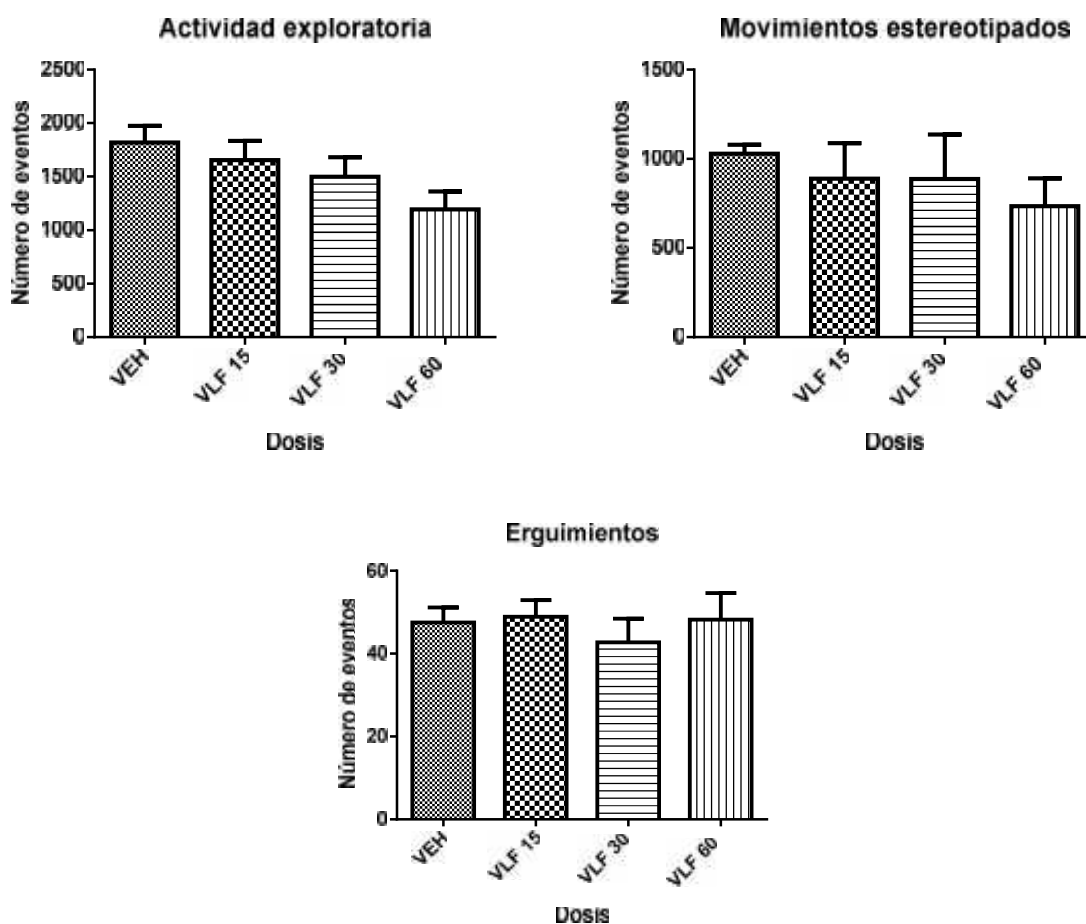 Actividad exploratoria
Número de eventos
2500
2000
1500
1000
500
0
VEH
VLF 15
VLF 30
VLF 60
Dosis
Movimientos estereotipados
Número de eventos
1500
1000
500
0
VEH
VLF 15
VLF 30
VLF 60
Dosis
Erguimientos
Número de eventos
60
40
20
0
VEH
VLF 15
VLF 30
VLF 60
Dosis